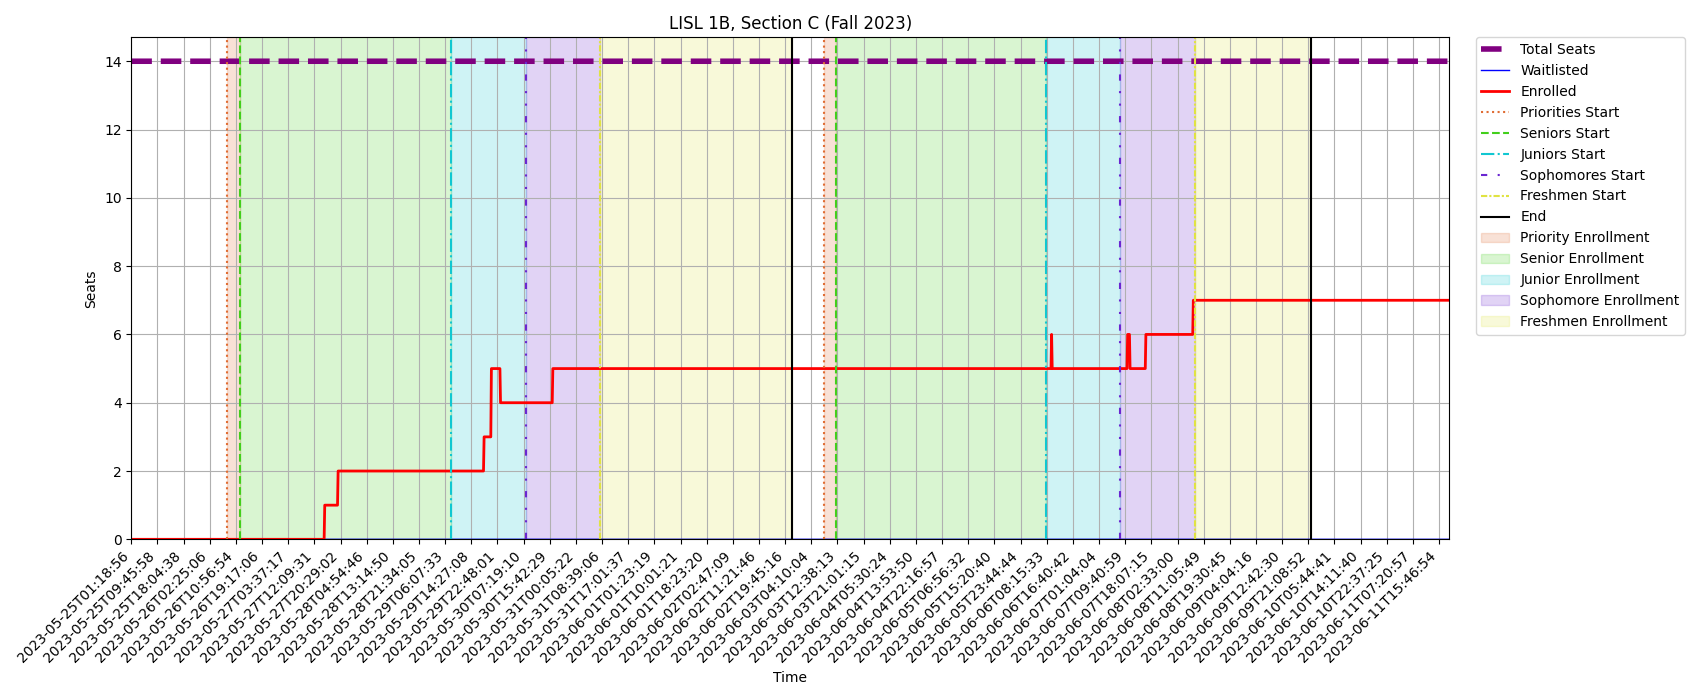 LISL 1B, Section C (Fall 2023)
Seats
14
12
10
8
6
4
2
0
2023-05-25T01:18:56
2023-05-25T09:45:58
2023-05-25T18:04:38
2023-05-26T02:25:06
2023-05-26T10:56:54
2023-05-26T19:17:06
2023-05-27T03:37:17
2023-05-27T12:09:31
2023-05-27T20:29:02
2023-05-28T04:54:46
2023-05-28T13:14:50
2023-05-28T21:34:05
2023-05-29T06:07:33
2023-05-29T14:27:08
2023-05-29T22:48:01
2023-05-30T07:19:10
2023-05-30T15:42:29
2023-05-31T00:05:22
2023-05-31T08:39:06
2023-05-31T17:01:37
2023-06-01T01:23:19
2023-06-01T10:01:21
2023-06-01T18:23:20
2023-06-02T02:47:09
2023-06-02T11:21:46
2023-06-02T19:45:16
2023-06-03T04:10:04
2023-06-03T12:38:13
2023-06-03T21:01:15
2023-06-04T05:30:24
2023-06-04T13:53:50
2023-06-04T22:16:57
2023-06-05T06:56:32
2023-06-05T15:20:40
2023-06-05T23:44:44
2023-06-06T08:15:33
2023-06-06T16:40:42
2023-06-07T01:04:04
2023-06-07T09:40:59
2023-06-07T18:07:15
2023-06-08T02:33:00
2023-06-08T11:05:49
2023-06-08T19:30:45
2023-06-09T04:04:16
2023-06-09T12:42:30
2023-06-09T21:08:52
2023-06-10T05:44:41
2023-06-10T14:11:40
2023-06-10T22:37:25
2023-06-11T07:20:57
2023-06-11T15:46:54
Time
Total Seats
Waitlisted
Enrolled
Priorities Start
Seniors Start
Juniors Start
Sophomores Start
Freshmen Start
End
Priority Enrollment
Senior Enrollment
Junior Enrollment
Sophomore Enrollment
Freshmen Enrollment